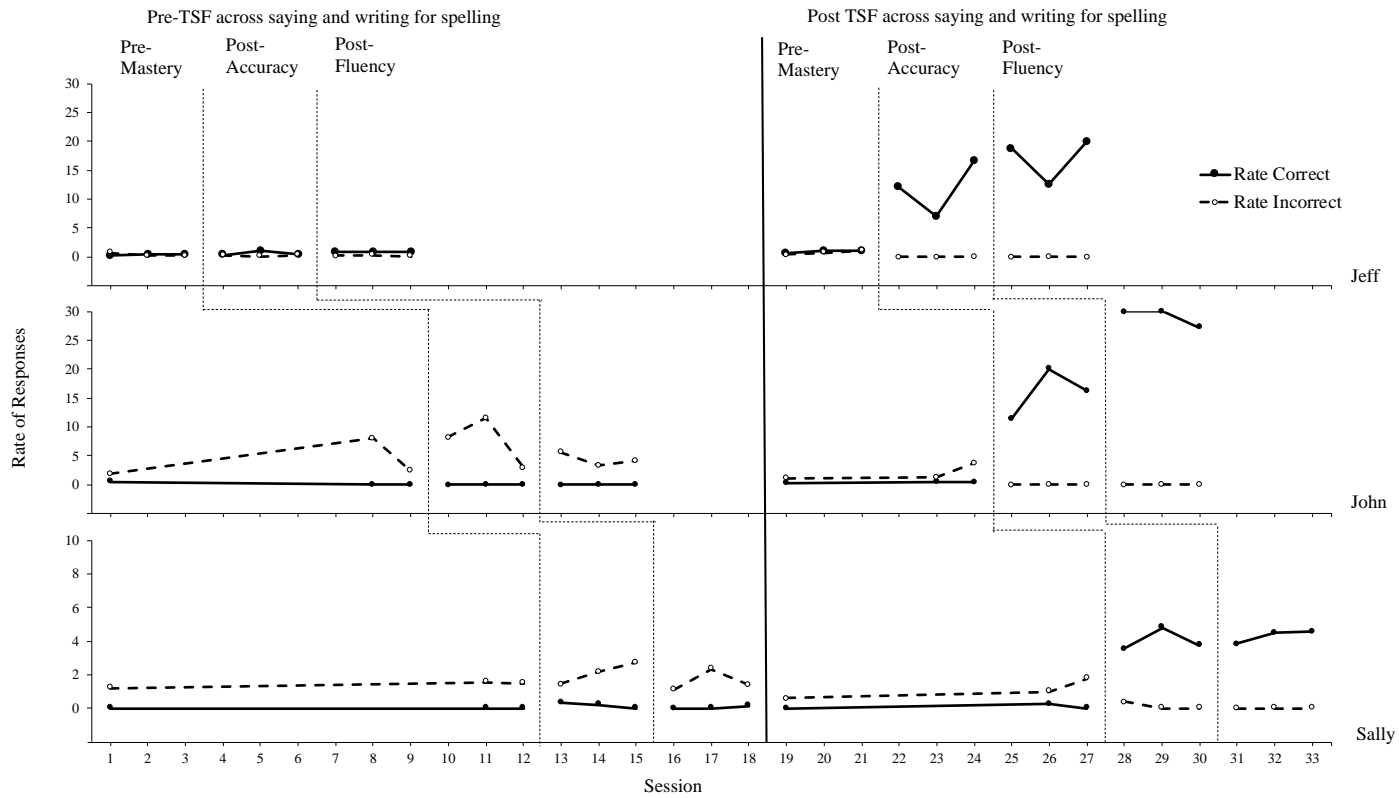 Pre-TSF across saying and writing for spelling
Post TSF across saying and writing for spelling
Pre-
Mastery
Post-
Accuracy
Post-
Fluency
Pre-
Mastery
Post-
Accuracy
Post-
Fluency
30
25
20
15
10
5
0
Rate Correct
Rate Incorrect
Jeff
30
25
20
15
10
5
0
John
Rate of Responses
10
8
6
4
2
0
Sally
1 2 3 4 5 6 7 8 9 10 11 12 13 14 15 16 17 18 19 20 21 22 23 24 25 26 27 28 29 30 31 32 33
Session